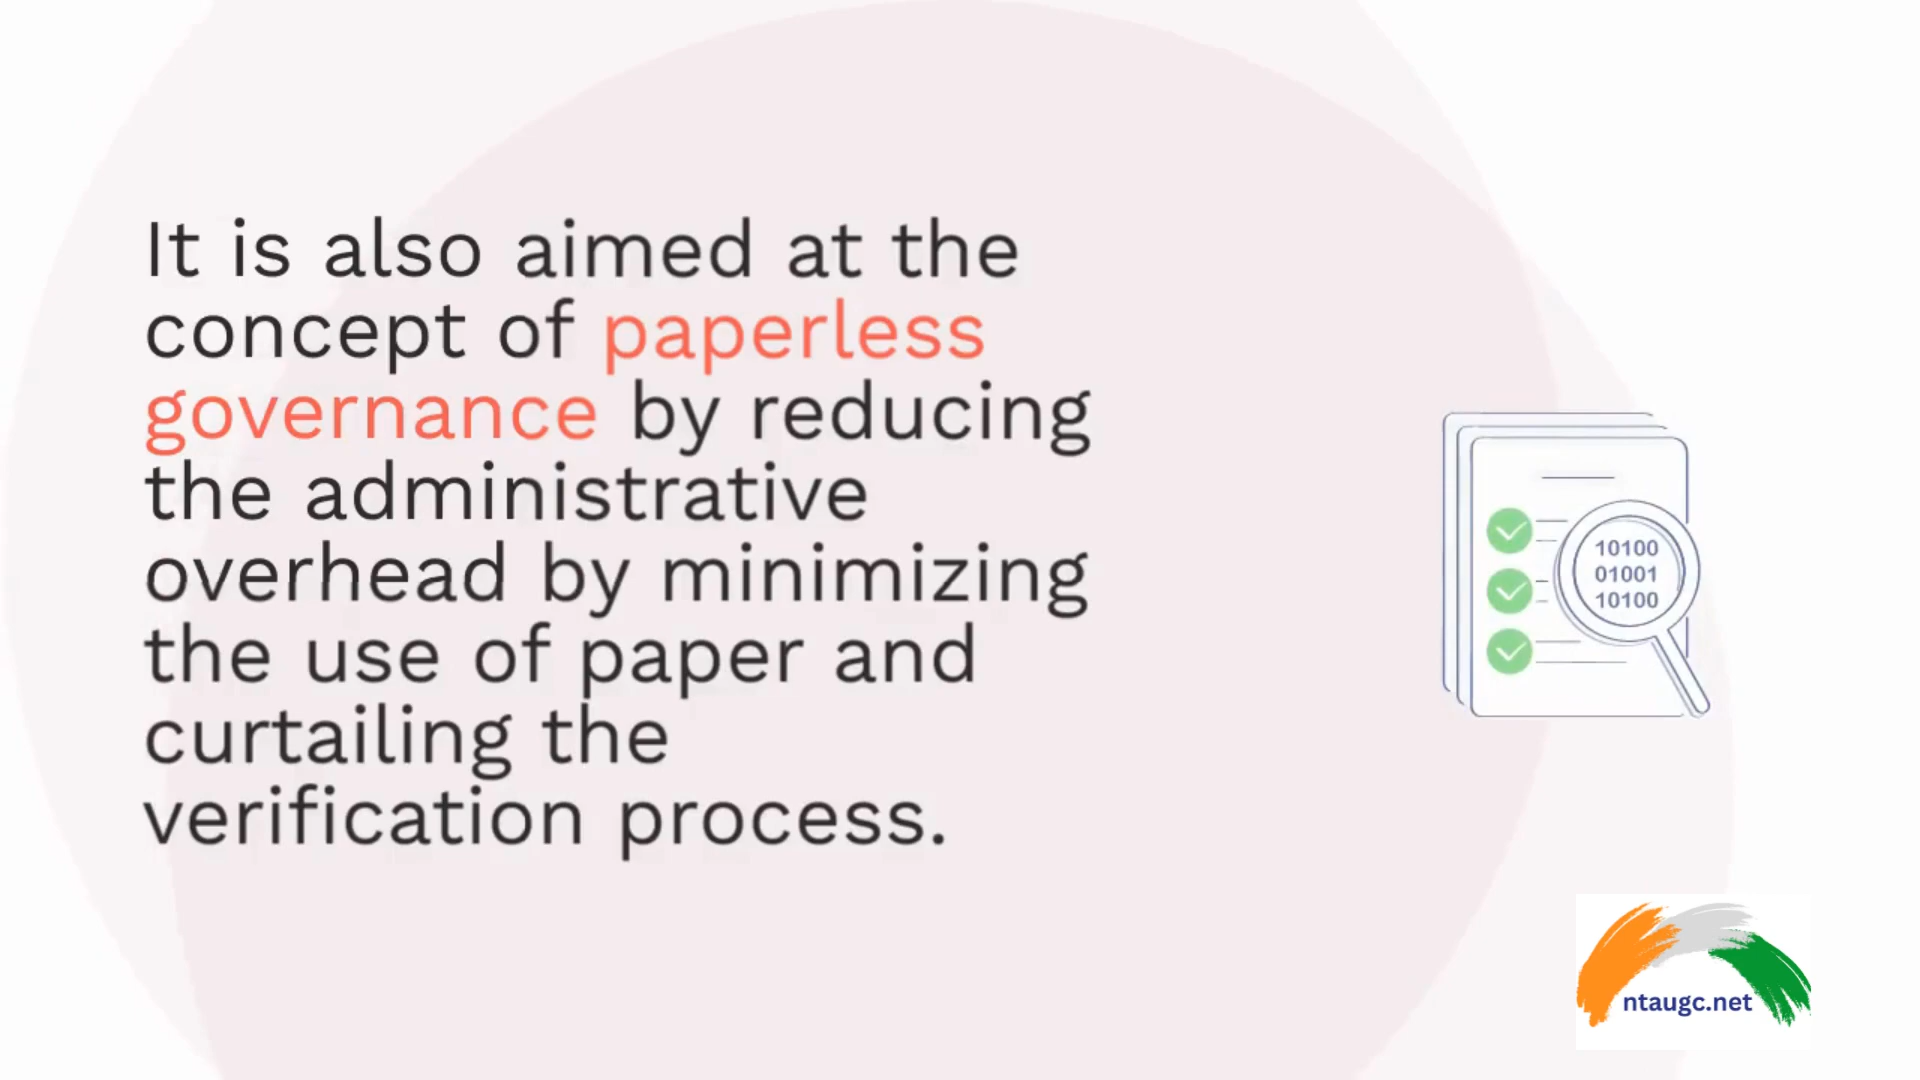 It is also aimed at the
concept of paperless
governance by reducing
the administrative
overhead by minimizing
the use of paper and
curtailing the
verification process.
10100
01001
10100
ntaugc.net